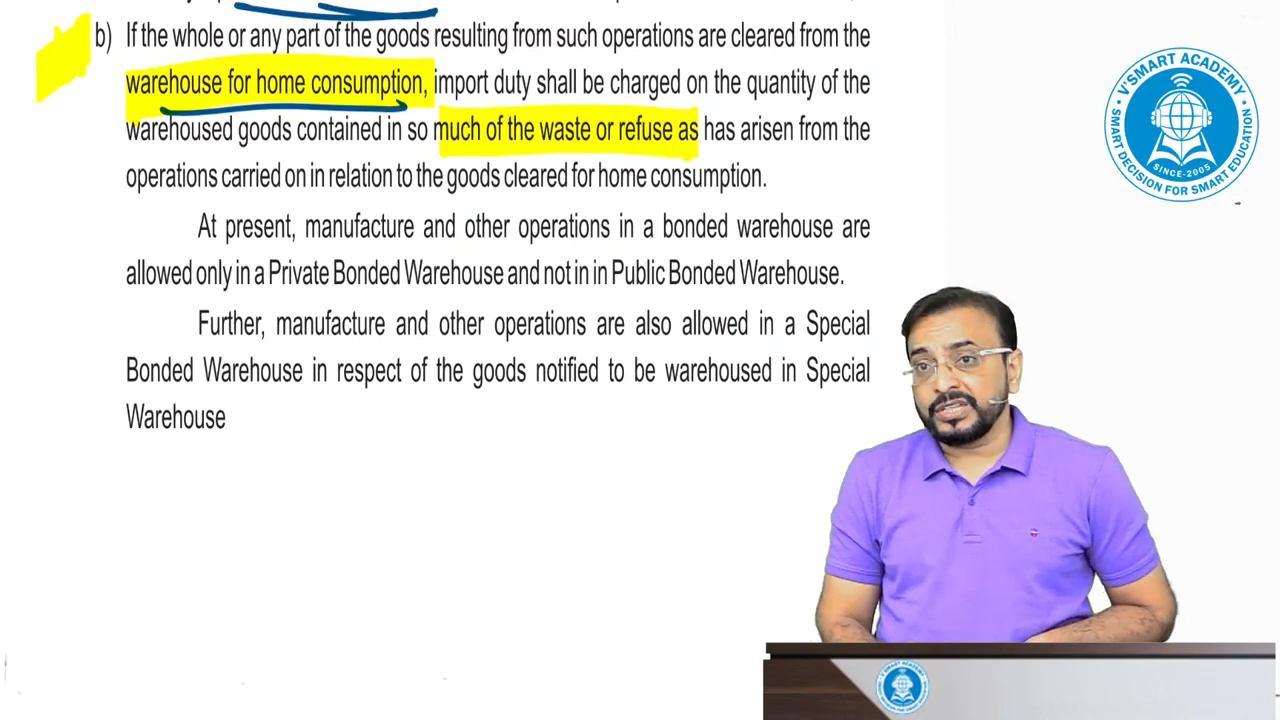 b) If the whole or any part of the goods resulting from such operations are cleared from the
warehouse for home consumption, import duty shall be charged on the quantity of the
warehoused goods contained in so much of the waste or refuse as has arisen from the
operations carried on in relation to the goods cleared for home consumption.
At present, manufacture and other operations in a bonded warehouse are
allowed only in a Private Bonded Warehouse and not in in Public Bonded Warehouse.
Further, manufacture and other operations are also allowed in a Special
Bonded Warehouse in respect of the goods notified to be warehoused in Special
Warehouse
V'SMART ACADEMY
SINCE-2005
SMART DECISION FOR SMART EDUCATION
V'SMART ACADEMY